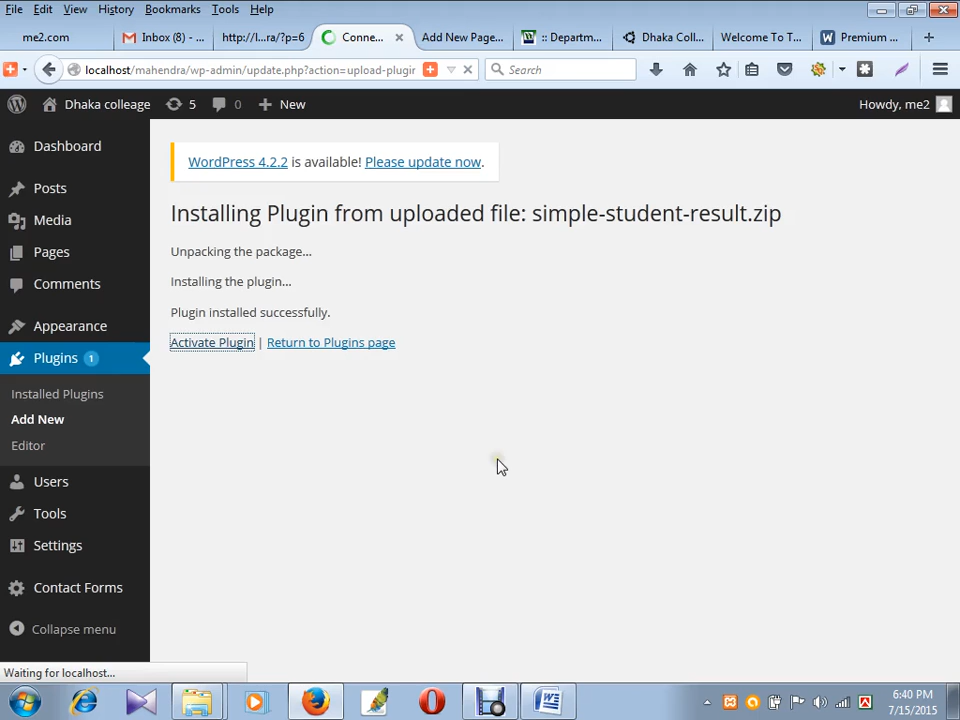 File Edit View History Bookmarks Tools Help
me2.com Inbox (8) - ... http://l...ra/?p=6 Conne... Add New Page... :: Departm... Dhaka Coll... Welcome To T... Premium ...
localhost/mahendra/wp-admin/update.php?action=upload-plugin Search
Dhaka colleage 5 0 New Howdy, me2
Dashboard
Posts
Media
Pages
Comments
Appearance
Plugins 1
Installed Plugins
Add New
Editor
Users
Tools
Settings
Contact Forms
Collapse menu
WordPress 4.2.2 is available! Please update now.
Installing Plugin from uploaded file: simple-student-result.zip
Unpacking the package...
Installing the plugin...
Plugin installed successfully.
Activate Plugin | Return to Plugins page
Waiting for localhost...
6:40 PM
7/15/2015